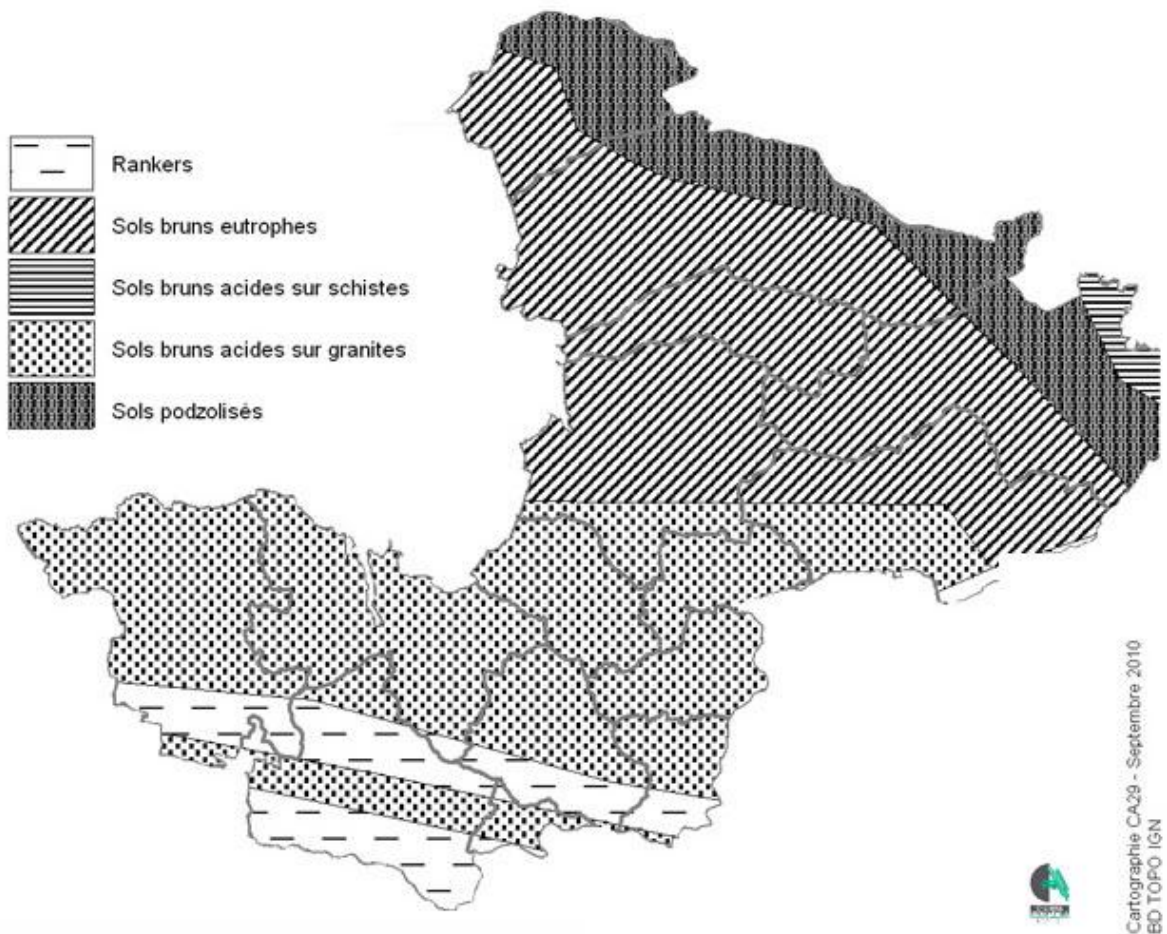 Rankers
Sols bruns eutrophes
Sols bruns acides sur schistes
Sols bruns acides sur granites
Sols podzolisés
Cartographie CA29 - Septembre 2010
BD TOPO IGN